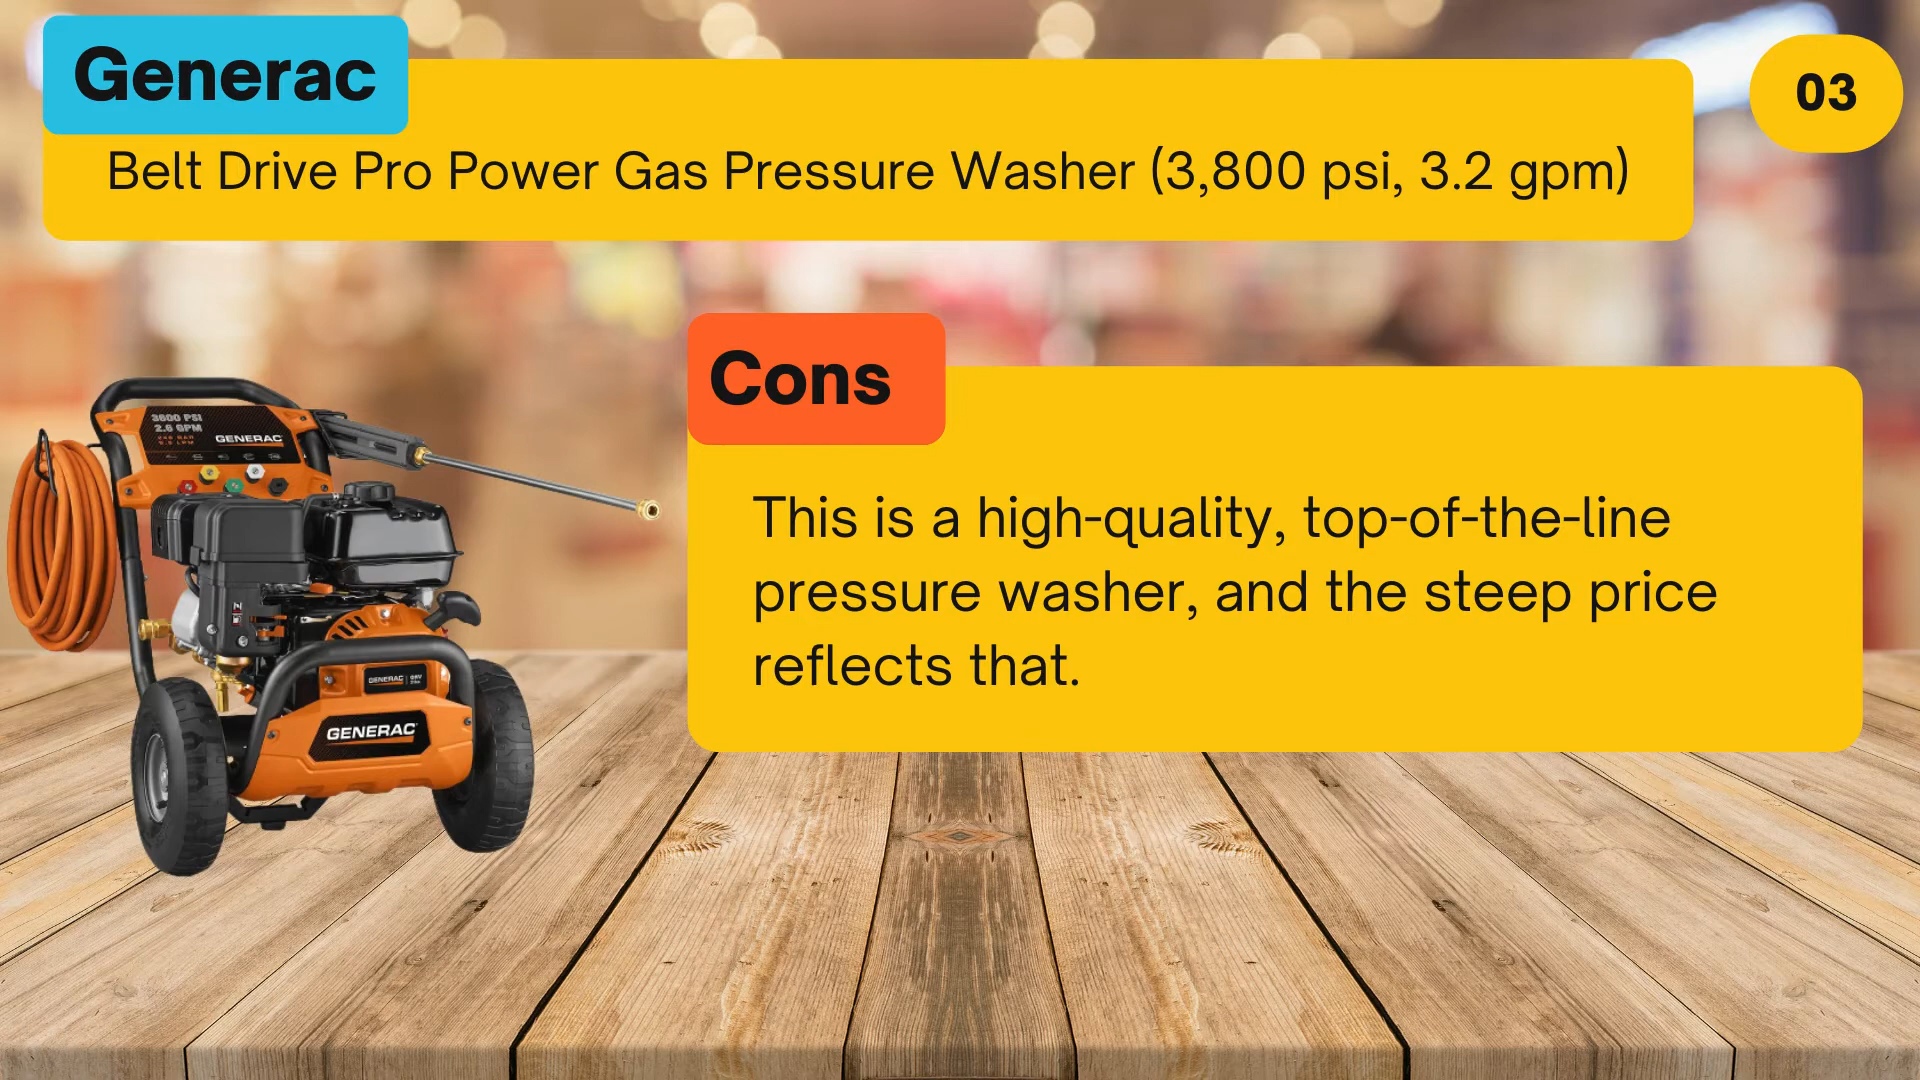 Generac
03
Belt Drive Pro Power Gas Pressure Washer (3,800 psi, 3.2 gpm)
Cons
This is a high-quality, top-of-the-line
pressure washer, and the steep price
reflects that.
3600 PSI
2.6 GPM
GENERAC
GENERAC
GENERAC